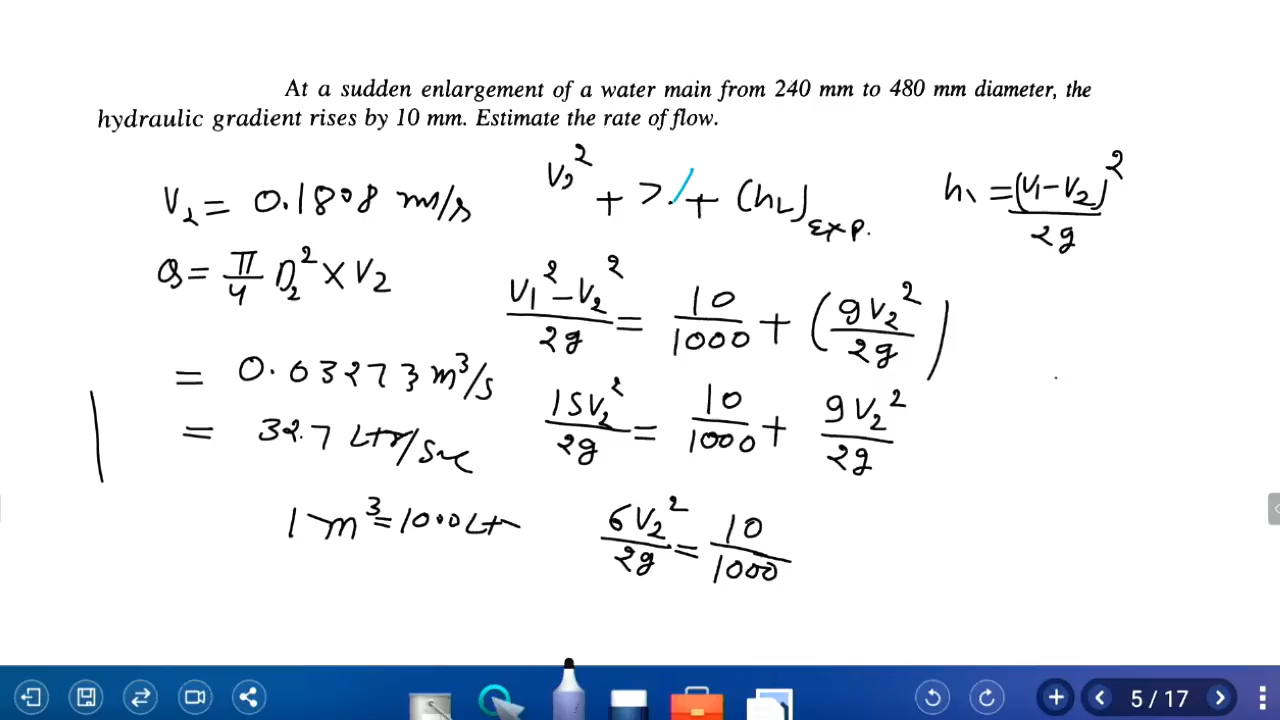 At a sudden enlargement of a water main from 240 mm to 480 mm diameter, the
hydraulic gradient rises by 10 mm. Estimate the rate of flow.
V₂ = 0.1808 m/s
Q = π/4 D₂² × V₂
= 0.03273 m³/s
= 32.7 Ltr/sec
1 m³ = 1000 Ltr
V₂² + z + (hL)exp.
(V₁² - V₂²)/2g = 10/1000 + (9V₂²/2g)
15V₂²/2g = 10/1000 + 9V₂²/2g
6V₂²/2g = 10/1000
= (V₁ - V₂)²/2g
5 / 17